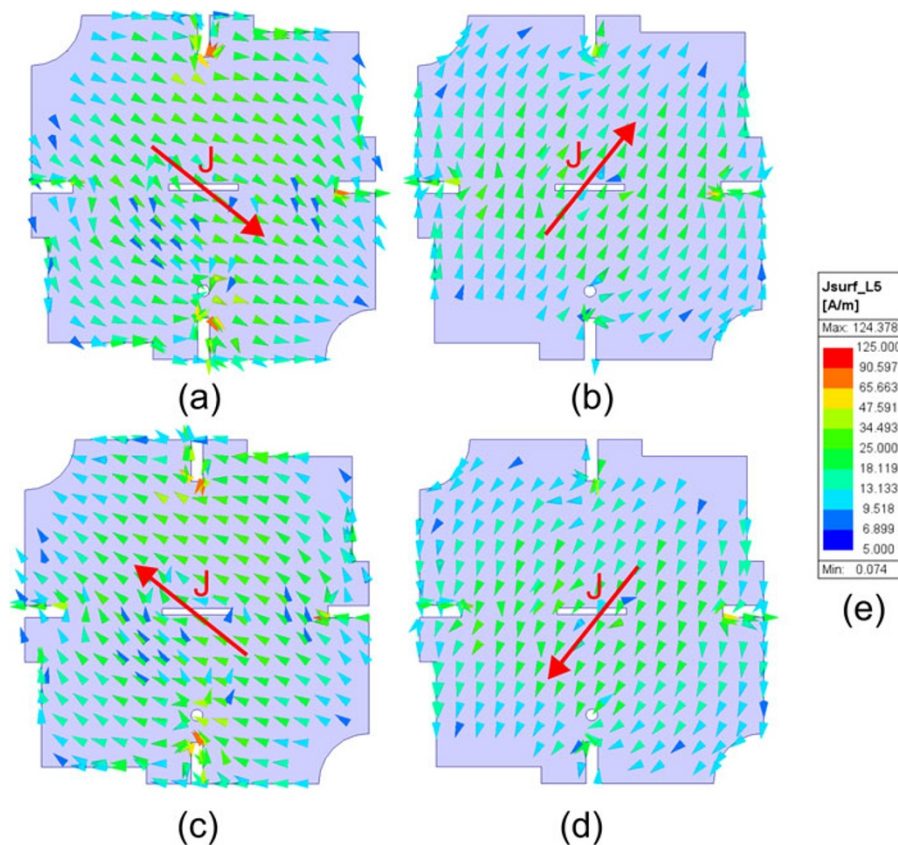 J
J
(a)
(b)
J
J
(c)
(d)
Jsurf_L5
[A/m]
Max: 124.378
125.000
90.597
65.663
47.591
34.493
25.000
18.119
13.133
9.518
6.899
5.000
Min: 0.074
(e)